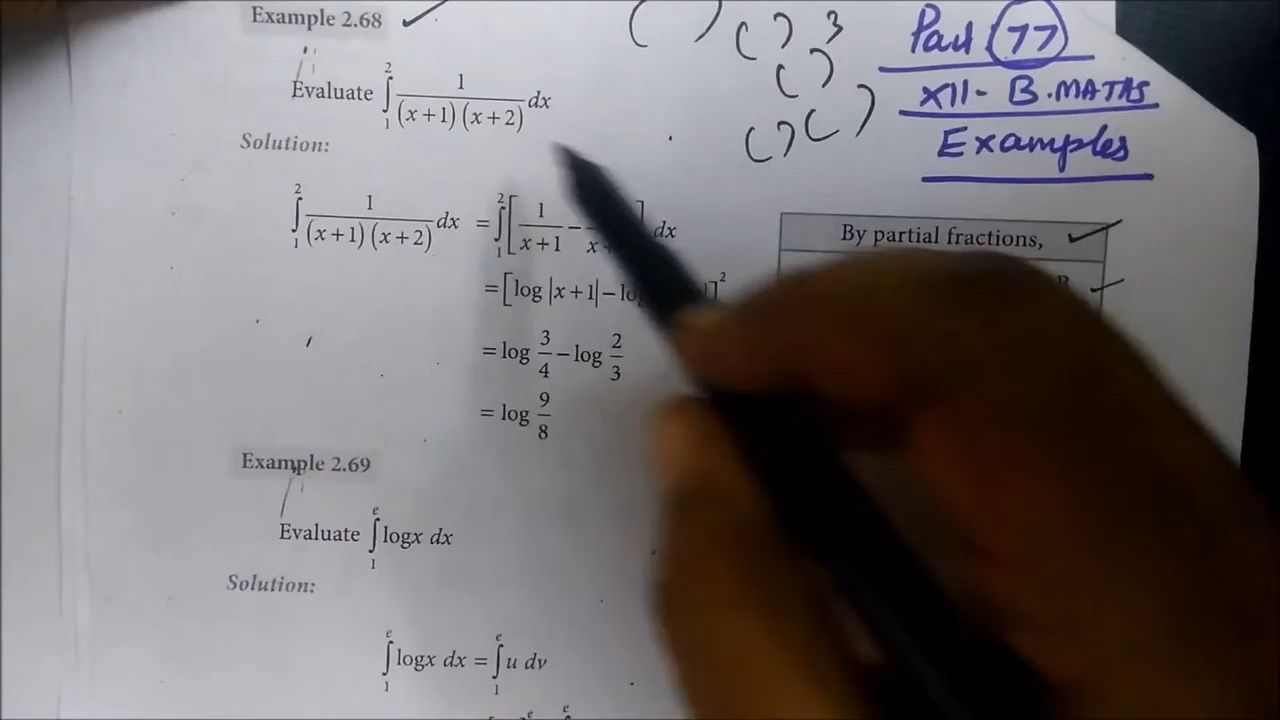 Example 2.68
Part 77
XII- B.MATHS
Examples
Evaluate ∫₁² 1/((x+1)(x+2)) dx
Solution:
∫₁² 1/((x+1)(x+2)) dx = ∫₁² [1/(x+1) − ] dx
By partial fractions,
= [log |x+1| − ]²
= log 3/4 − log 2/3
= log 9/8
Example 2.69
Evaluate ∫₁ᵉ logx dx
Solution:
∫₁ᵉ logx dx = ∫₁ᵉ u dv